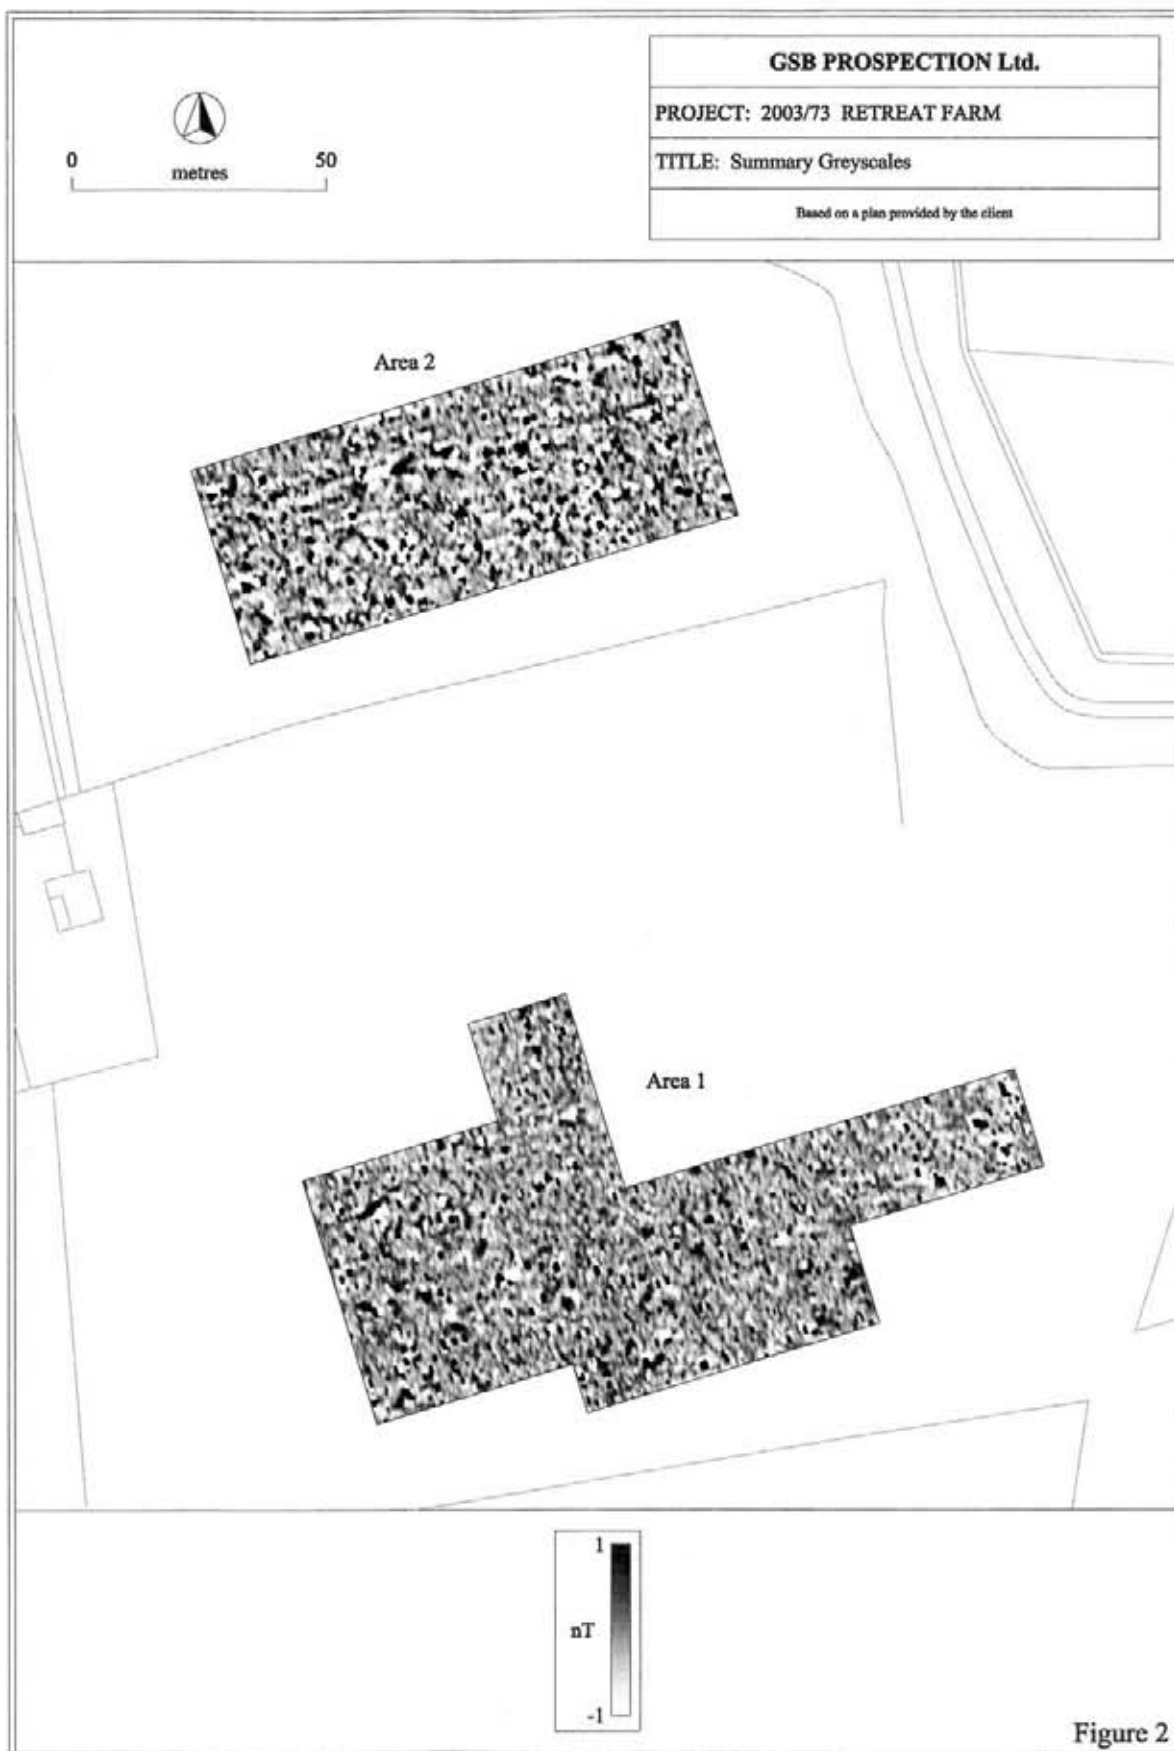 GSB PROSPECTION Ltd.
PROJECT: 2003/73 RETREAT FARM
TITLE: Summary Greyscales
Based on a plan provided by the client
0 50
metres
Area 2
Area 1
1
nT
-1
Figure 2